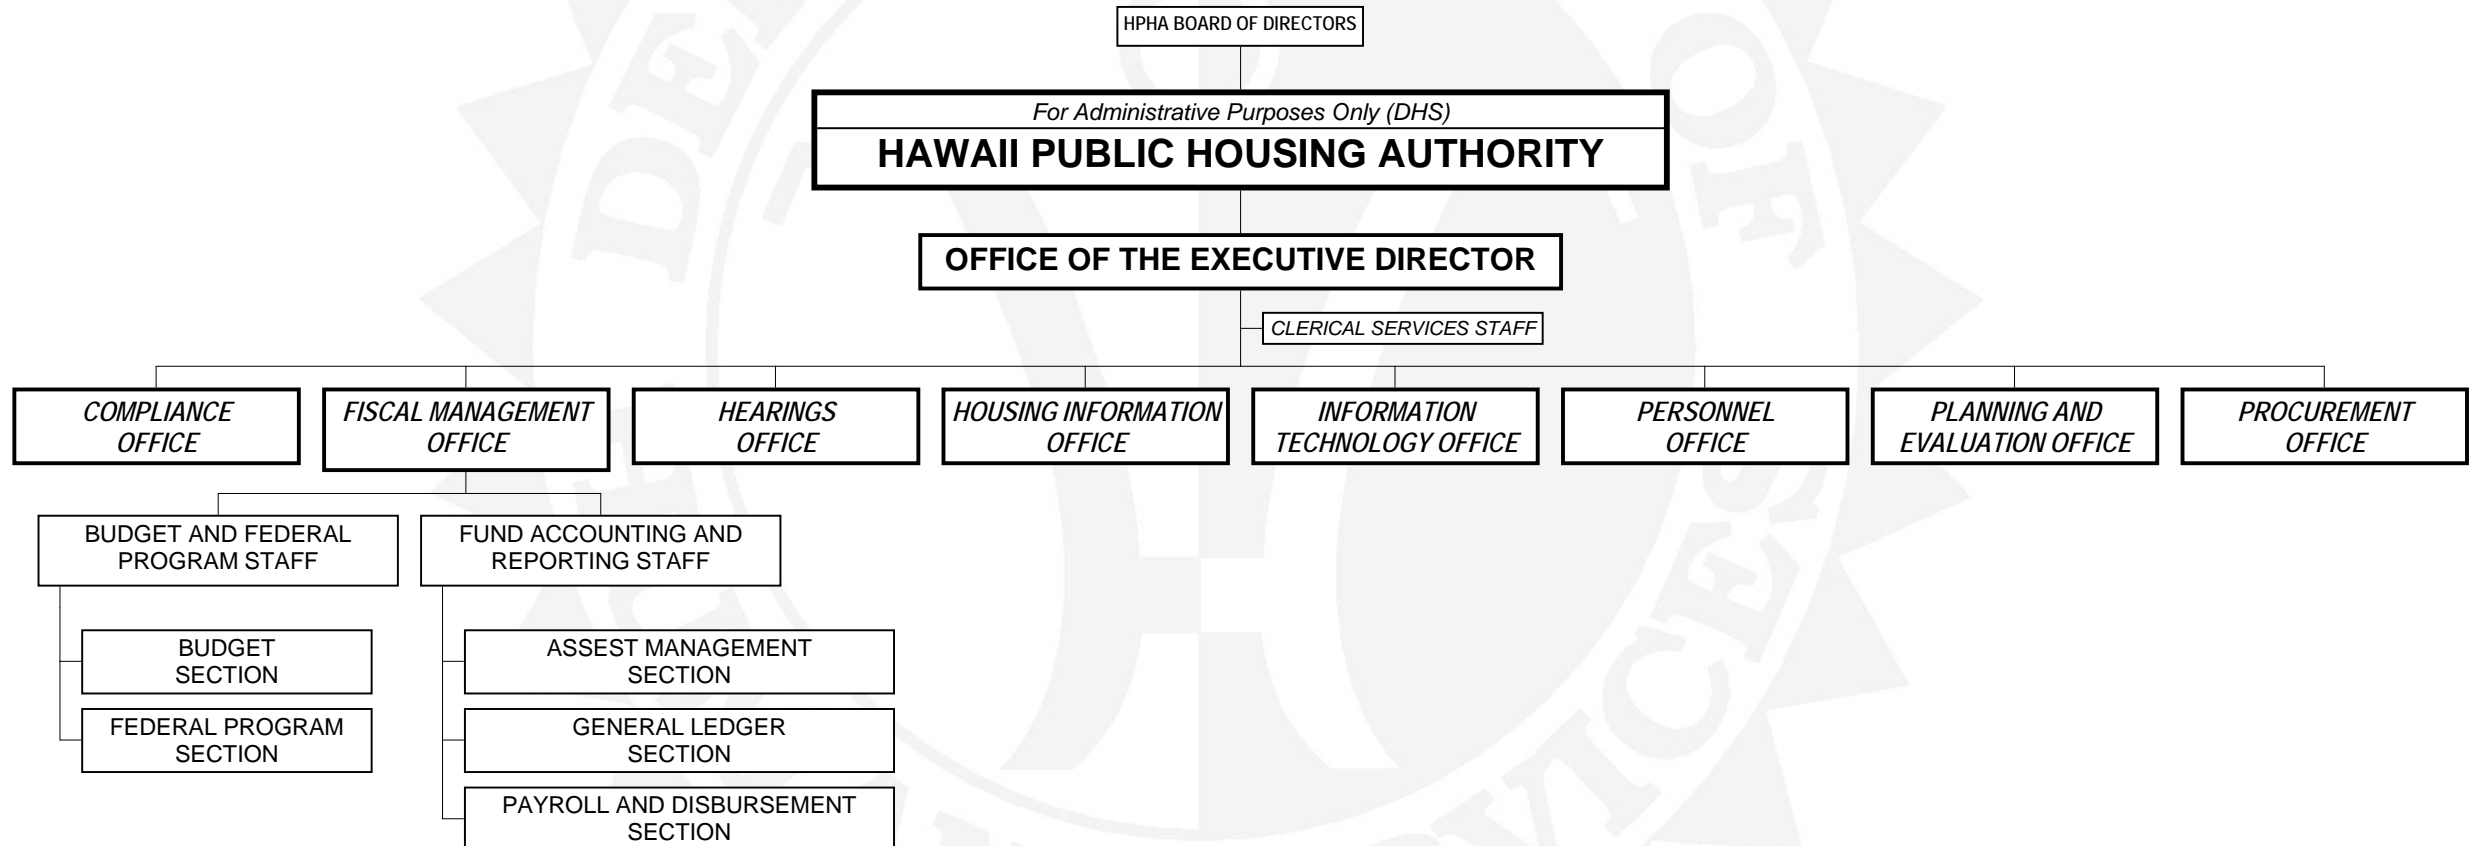 HPHA BOARD OF DIRECTORS
For Administrative Purposes Only (DHS)
HAWAII PUBLIC HOUSING AUTHORITY
OFFICE OF THE EXECUTIVE DIRECTOR
CLERICAL SERVICES STAFF
COMPLIANCE
OFFICE
FISCAL MANAGEMENT
OFFICE
HEARINGS
OFFICE
HOUSING INFORMATION
OFFICE
INFORMATION
TECHNOLOGY OFFICE
PERSONNEL
OFFICE
PLANNING AND
EVALUATION OFFICE
PROCUREMENT
OFFICE
BUDGET AND FEDERAL
PROGRAM STAFF
FUND ACCOUNTING AND
REPORTING STAFF
BUDGET
SECTION
ASSEST MANAGEMENT
SECTION
FEDERAL PROGRAM
SECTION
GENERAL LEDGER
SECTION
PAYROLL AND DISBURSEMENT
SECTION